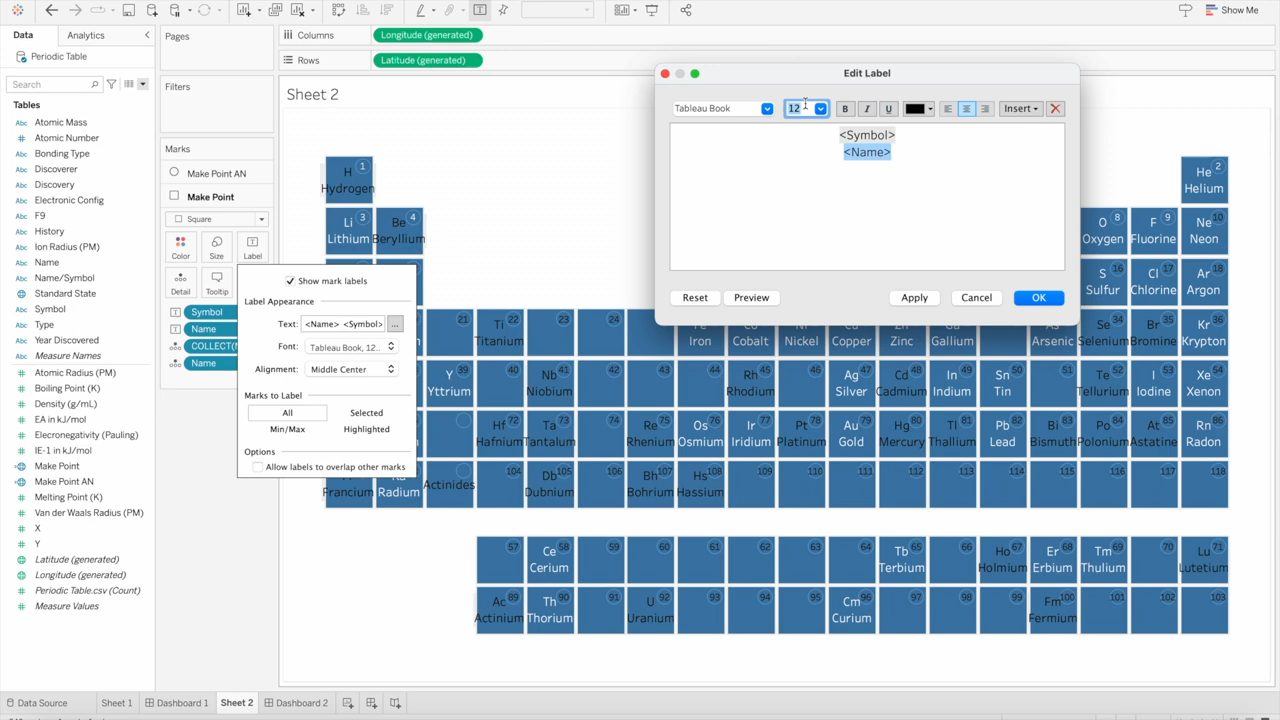 Show Me
Data
Analytics
Periodic Table
Search
Tables
Atomic Mass
Atomic Number
Bonding Type
Discoverer
Discovery
Electronic Config
F9
History
Ion Radius (PM)
Name
Name/Symbol
Standard State
Symbol
Type
Year Discovered
Measure Names
Atomic Radius (PM)
Boiling Point (K)
Density (g/mL)
EA in kJ/mol
Elecronegativity (Pauling)
IE-1 in kJ/mol
Make Point
Make Point AN
Melting Point (K)
Van der Waals Radius (PM)
X
Y
Latitude (generated)
Longitude (generated)
Periodic Table.csv (Count)
Measure Values
Pages
Filters
Marks
Make Point AN
Make Point
Square
Color Size Label
Detail Tooltip
Symbol
Name
COLLECT(M
Name
Show mark labels
Label Appearance
Text: <Name> <Symbol> ...
Font: Tableau Book, 12...
Alignment: Middle Center
Marks to Label
All Selected
Min/Max Highlighted
Options
Allow labels to overlap other marks
Columns Longitude (generated)
Rows Latitude (generated)
Sheet 2
Edit Label
Tableau Book 12 B I U Insert
<Symbol>
<Name>
Reset Preview Apply Cancel OK
H 1 He 2
Hydrogen Helium
Li 3 Be 4 O 8 F 9 Ne 10
Lithium Beryllium Oxygen Fluorine Neon
S 16 Cl 17 Ar 18
Sulfur Chlorine Argon
21 Ti 22 23 24 Se 34 Br 35 Kr 36
Titanium Iron Cobalt Nickel Copper Zinc Gallium Arsenic Selenium Bromine Krypton
Y 39 40 Nb 41 42 43 44 Rh 45 46 Ag 47 Cd 48 In 49 Sn 50 51 Te 52 I 53 Xe 54
Yttrium Niobium Rhodium Silver Cadmium Indium Tin Tellurium Iodine Xenon
Hf 72 Ta 73 74 Re 75 Os 76 Ir 77 Pt 78 Au 79 Hg 80 Tl 81 Pb 82 Bi 83 Po 84 At 85 Rn 86
Hafnium Tantalum Rhenium Osmium Iridium Platinum Gold Mercury Thallium Lead Bismuth Polonium Astatine Radon
104 Db 105 106 Bh 107 Hs 108 109 110 111 112 113 114 115 116 117 118
Francium Radium Actinides Dubnium Bohrium Hassium
57 Ce 58 59 60 61 62 63 64 Tb 65 66 Ho 67 Er 68 Tm 69 70 Lu 71
Cerium Terbium Holmium Erbium Thulium Lutetium
Ac 89 Th 90 91 U 92 93 94 95 Cm 96 97 98 99 Fm 100 101 102 103
Actinium Thorium Uranium Curium Fermium
Data Source Sheet 1 Dashboard 1 Sheet 2 Dashboard 2